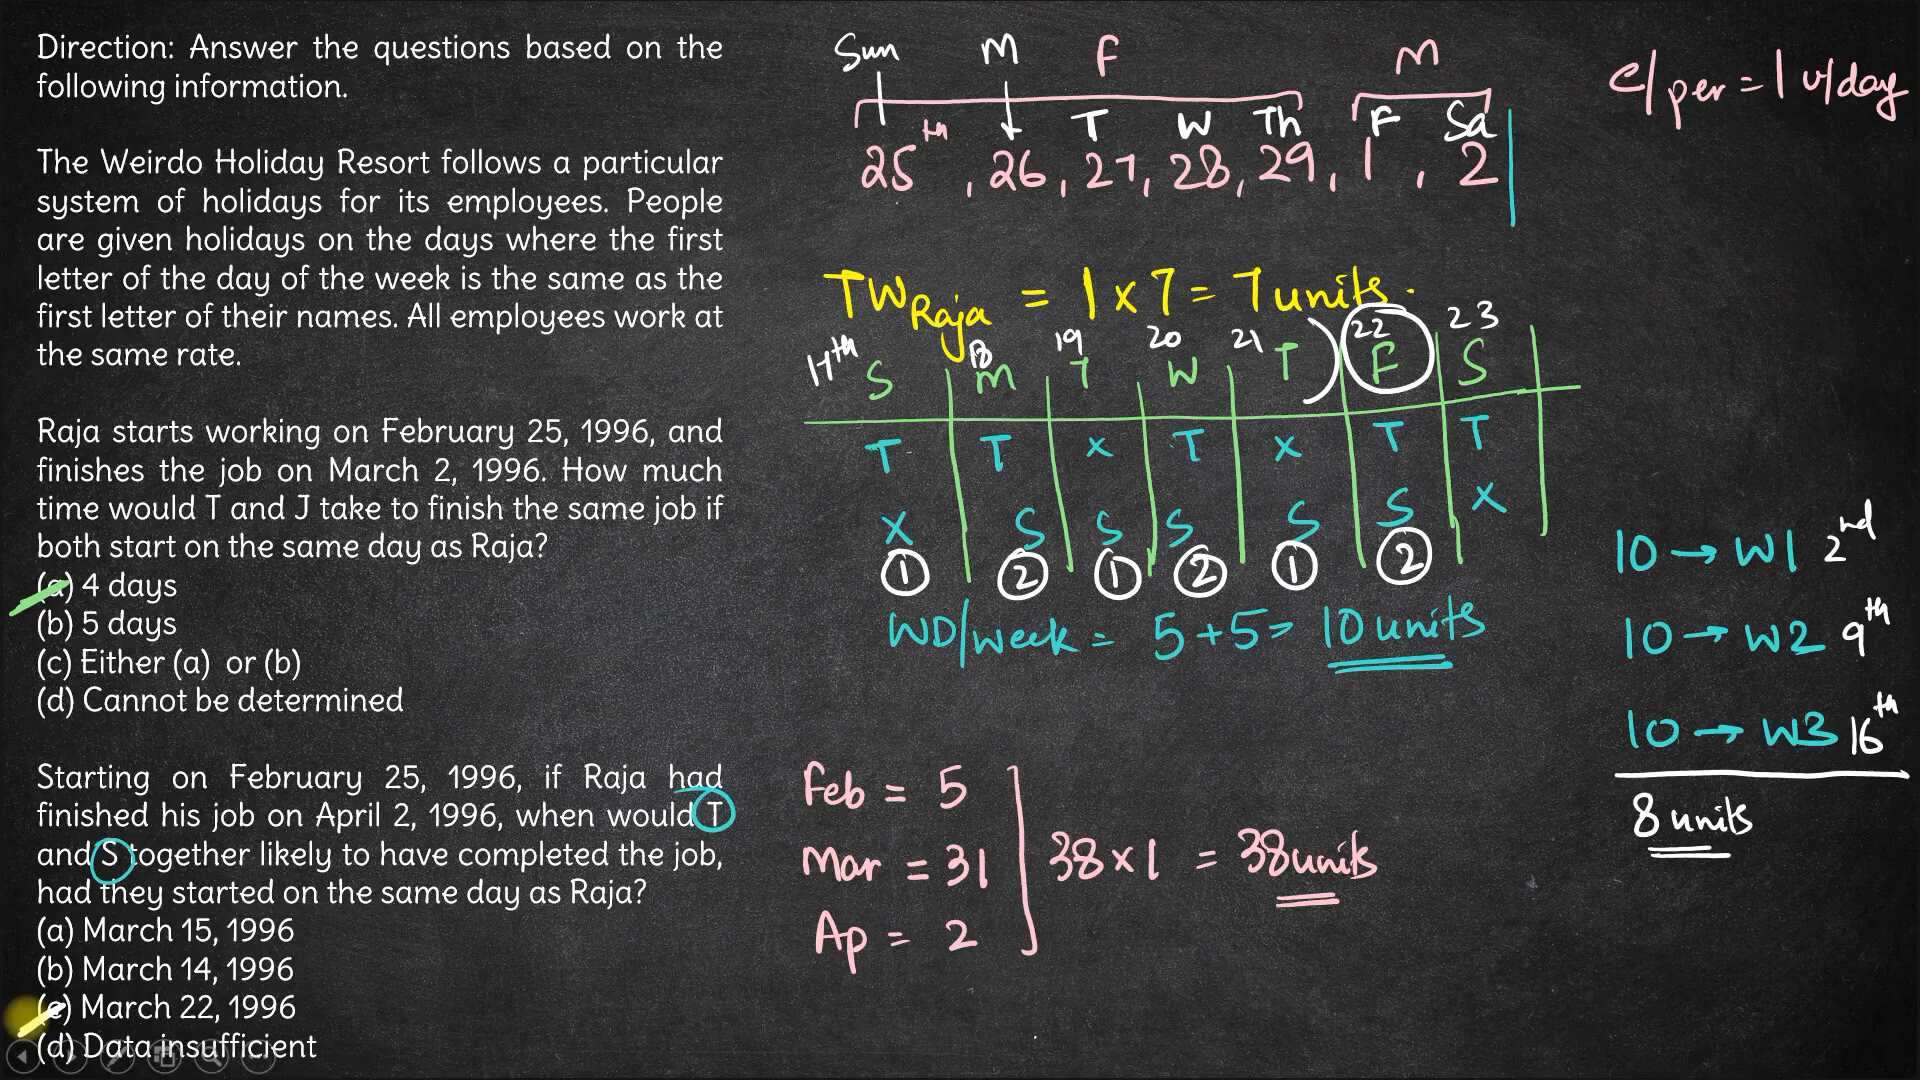 Direction: Answer the questions based on the
following information.
The Weirdo Holiday Resort follows a particular
system of holidays for its employees. People
are given holidays on the days where the first
letter of the day of the week is the same as the
first letter of their names. All employees work at
the same rate.
Raja starts working on February 25, 1996, and
finishes the job on March 2, 1996. How much
time would T and J take to finish the same job if
both start on the same day as Raja?
(a) 4 days
(b) 5 days
(c) Either (a) or (b)
(d) Cannot be determined
Starting on February 25, 1996, if Raja had
finished his job on April 2, 1996, when would T
and S together likely to have completed the job,
had they started on the same day as Raja?
(a) March 15, 1996
(b) March 14, 1996
(c) March 22, 1996
(d) Data insufficient
Sun M F M
T W Th F Sa
25th, 26, 27, 28, 29, 1, 2
e/per = 1 u/day
TW Raja = 1 x 7 = 7 units.
17th 18 19 20 21 22 23
S M T W T F S
T T x T x T T
x S S S S S x
1 2 1 2 1 2
WD/week = 5 + 5 = 10 units
10 → W1 2nd
10 → W2 9th
10 → W3 16th
8 units
Feb = 5
Mar = 31
Ap = 2
38 x 1 = 38 units